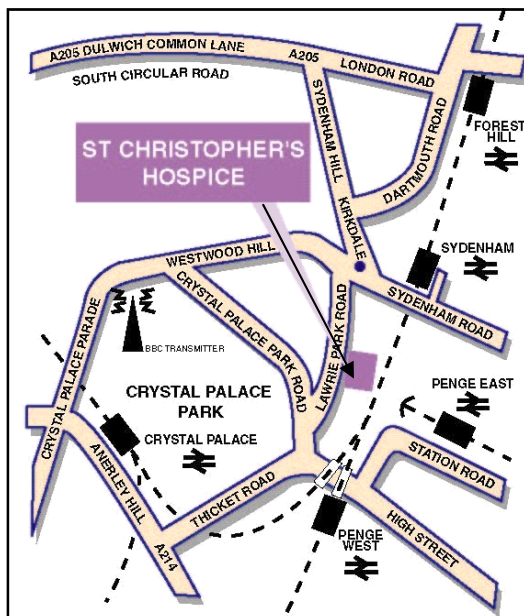 A205 DULWICH COMMON LANE
A205
LONDON ROAD
SOUTH CIRCULAR ROAD
SYDENHAM HILL
DARTMOUTH ROAD
FOREST
HILL
ST CHRISTOPHER'S
HOSPICE
KIRKDALE
WESTWOOD HILL
SYDENHAM
CRYSTAL PALACE PARK ROAD
CRYSTAL PALACE PARADE
LAWRIE PARK ROAD
SYDENHAM ROAD
BBC TRANSMITTER
CRYSTAL PALACE
PARK
PENGE EAST
CRYSTAL PALACE
STATION ROAD
ANERLEY HILL
A214
THICKET ROAD
HIGH STREET
PENGE
WEST